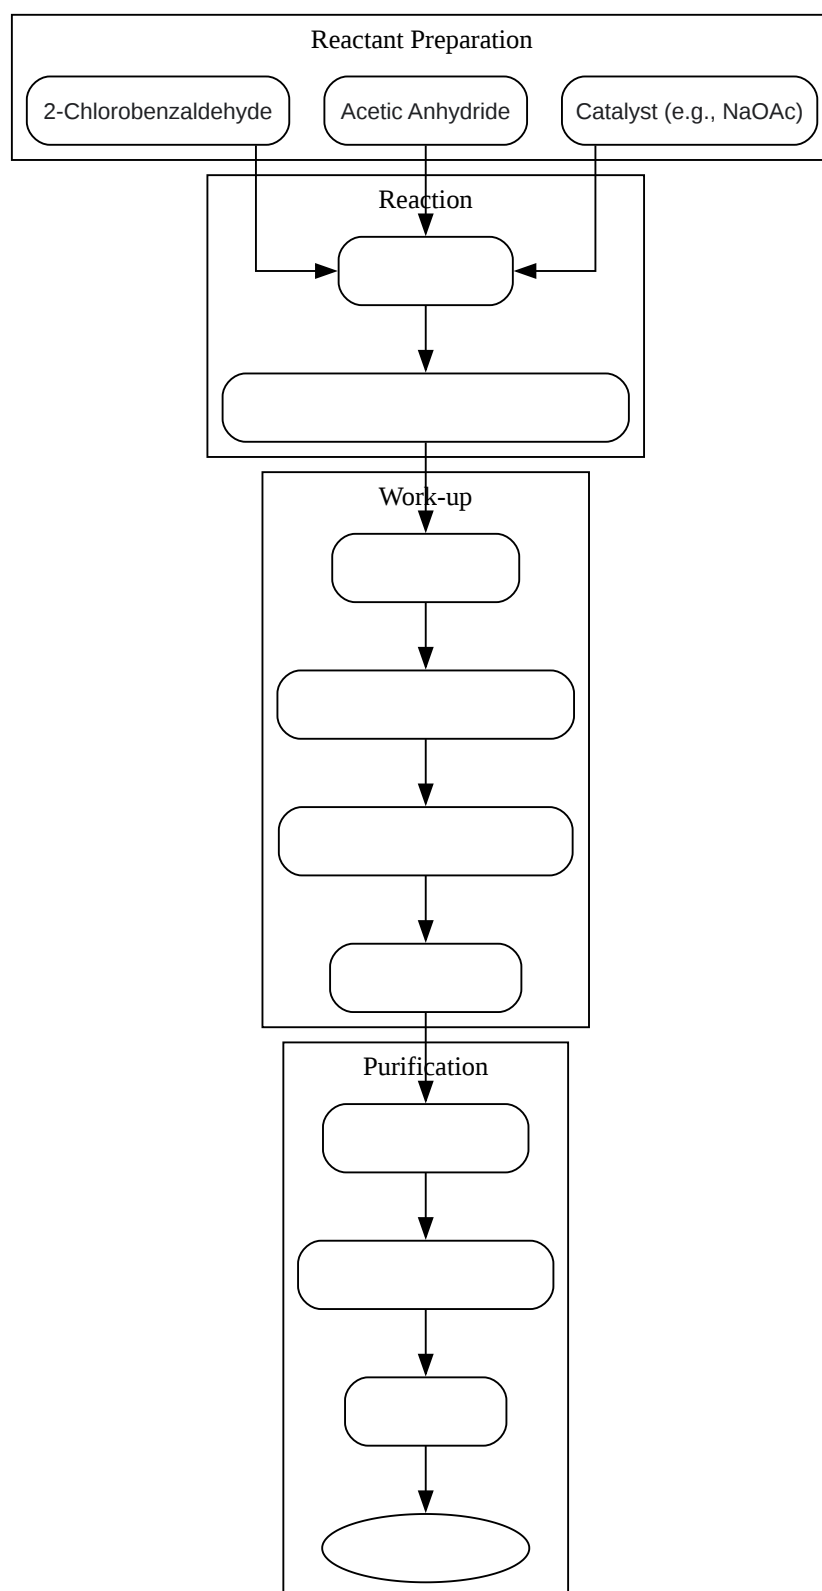 Reactant Preparation
2-Chlorobenzaldehyde
Acetic Anhydride
Catalyst (e.g., NaOAc)
Reaction
Work-up
Purification